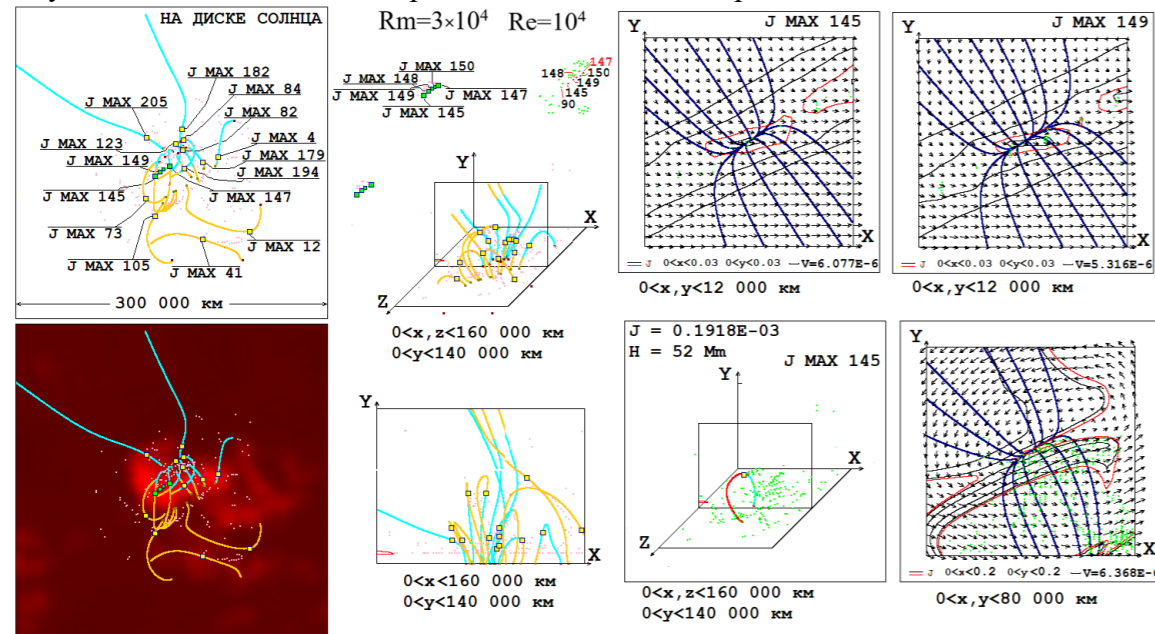 НА ДИСКЕ СОЛНЦА
J MAX 182
J MAX 84
J MAX 205
J MAX 82
J MAX 123
J MAX 4
J MAX 149
J MAX 179
J MAX 194
J MAX 145
J MAX 147
J MAX 73
J MAX 12
J MAX 105
J MAX 41
300 000 км
Rm=3×10⁴ Re=10⁴
J MAX 150
J MAX 148
J MAX 149
J MAX 147
J MAX 145
147
148
150
149
145
90
Y
X
Z
0<x,z<160 000 км
0<y<140 000 км
Y
X
0<x<160 000 км
0<y<140 000 км
J MAX 145
Y
X
J 0<x<0.03 0<y<0.03 V=6.077E-6
0<x,y<12 000 км
J MAX 149
Y
X
J 0<x<0.03 0<y<0.03 V=5.316E-6
0<x,y<12 000 км
J = 0.1918E-03
H = 52 Mm
J MAX 145
Y
X
Z
0<x,z<160 000 км
0<y<140 000 км
Y
X
J 0<x<0.2 0<y<0.2 V=6.368E-6
0<x,y<80 000 км